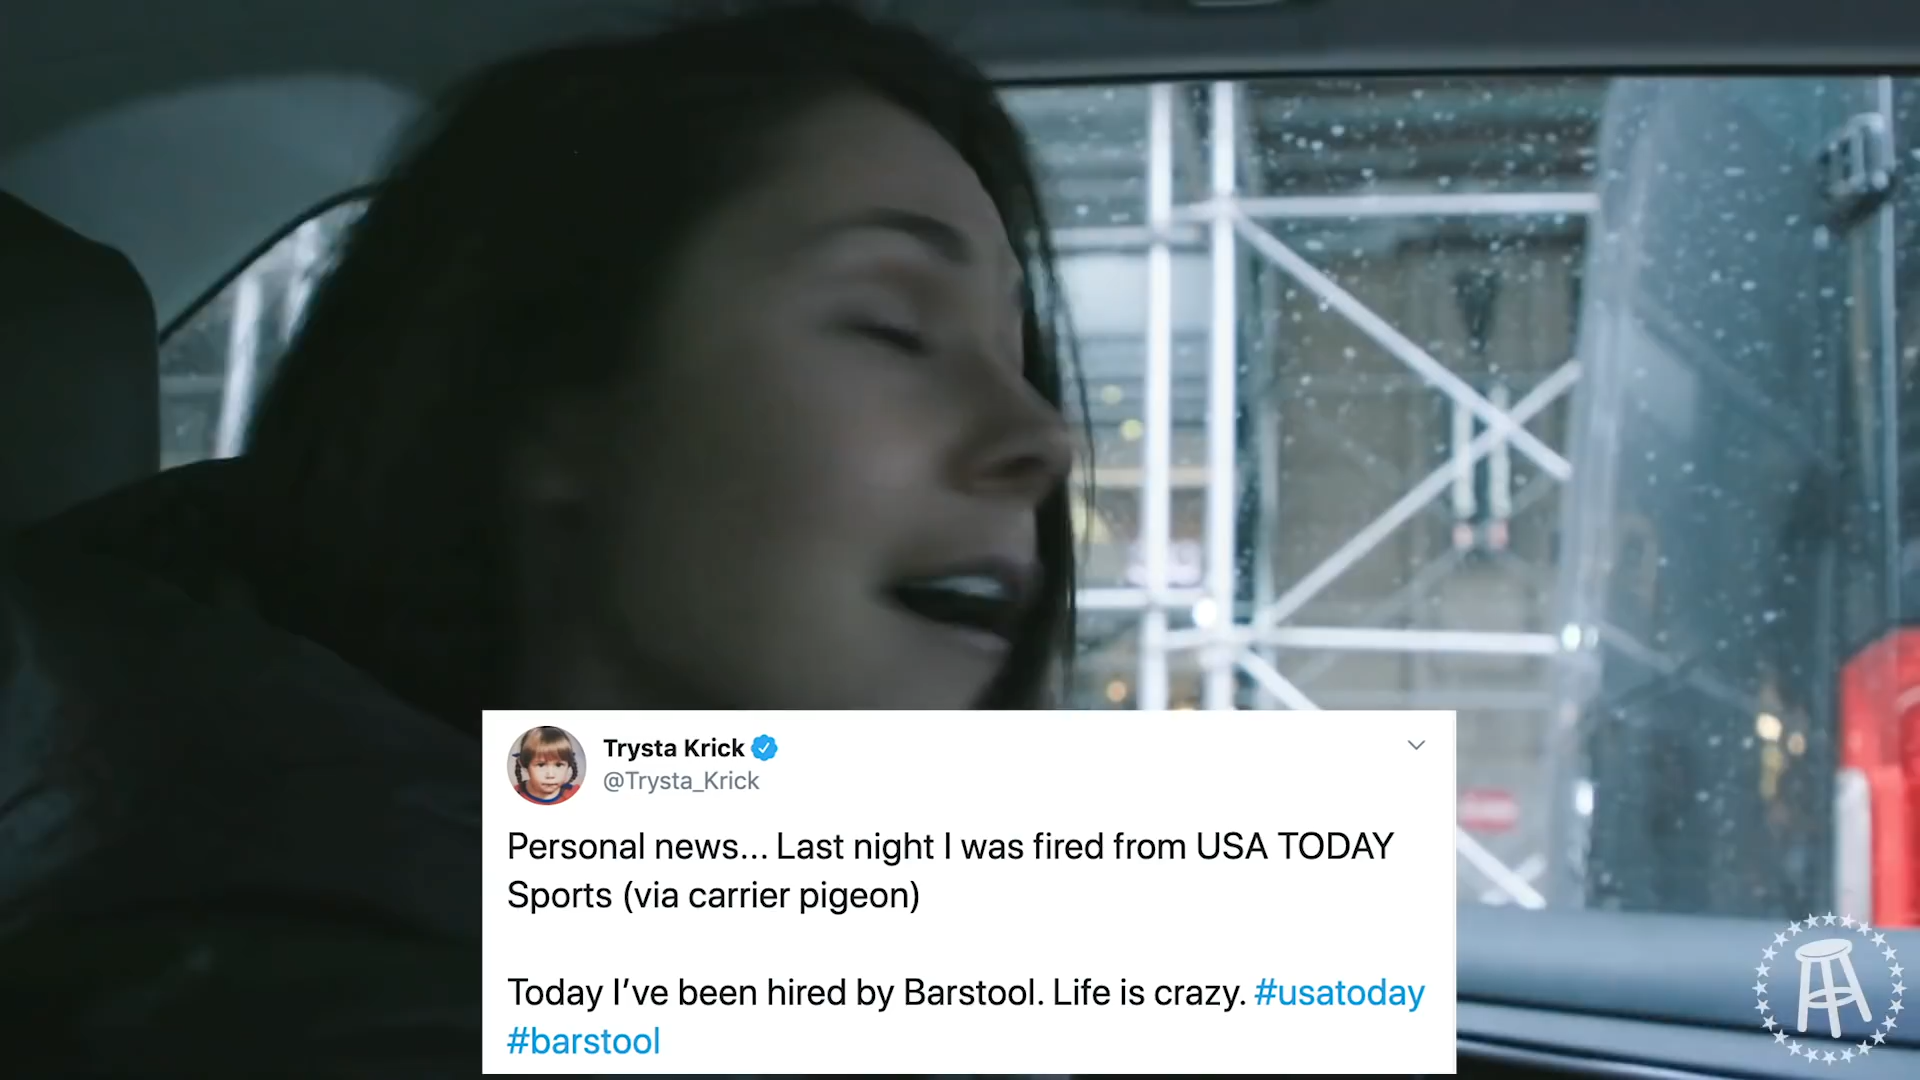 Trysta Krick
@Trysta_Krick
Personal news... Last night I was fired from USA TODAY
Sports (via carrier pigeon)
Today I’ve been hired by Barstool. Life is crazy. #usatoday
#barstool